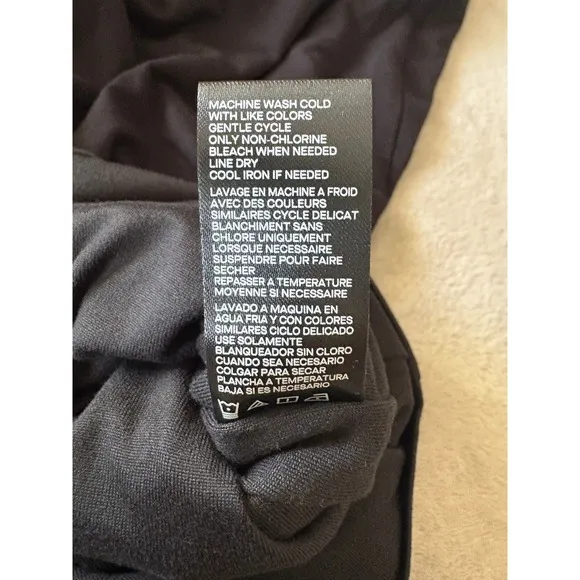 MACHINE WASH COLD
WITH LIKE COLORS
GENTLE CYCLE
ONLY NON-CHLORINE
BLEACH WHEN NEEDED
LINE DRY
COOL IRON IF NEEDED
LAVAGE EN MACHINE A FROID
AVEC DES COULEURS
SIMILAIRES CYCLE DELICAT
BLANCHIMENT SANS
CHLORE UNIQUEMENT
LORSQUE NECESSAIRE
SUSPENDRE POUR FAIRE
SECHER
REPASSER A TEMPERATURE
MOYENNE SI NECESSAIRE
LAVADO A MAQUINA EN
AGUA FRIA Y CON COLORES
SIMILARES CICLO DELICADO
USE SOLAMENTE
BLANQUEADOR SIN CLORO
CUANDO SEA NECESARIO
COLGAR PARA SECAR
PLANCHA A TEMPERATURA
BAJA SI ES NECESARIO